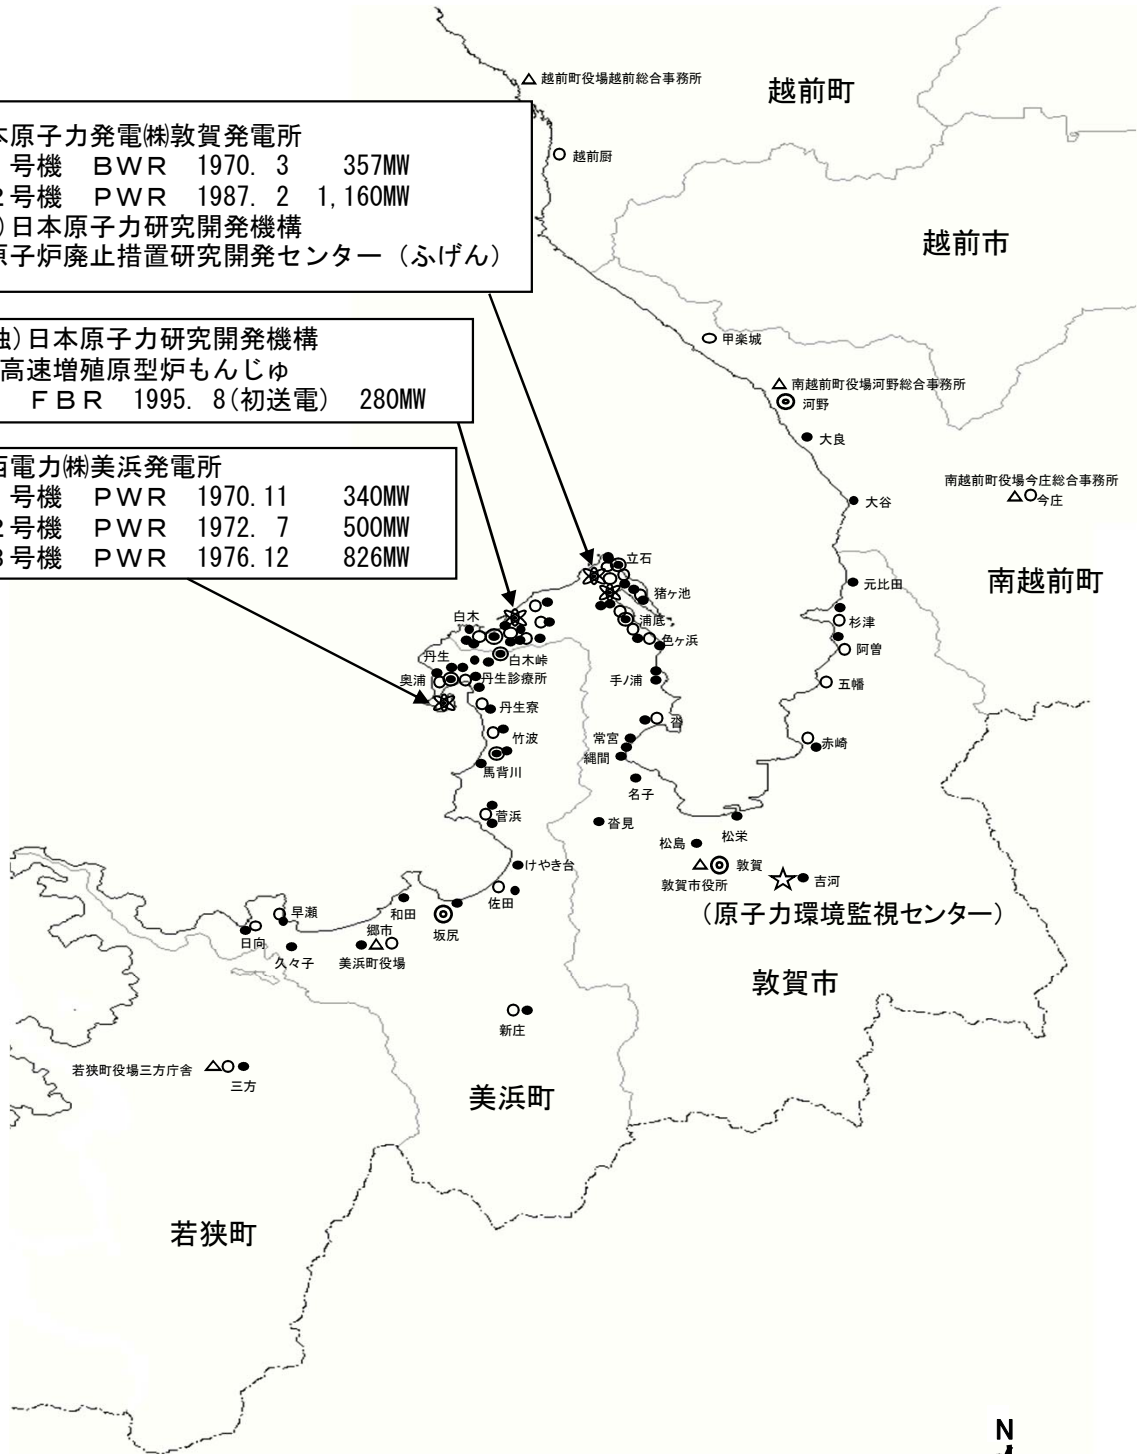 越前町役場越前総合事務所
越前町
越前厨
本原子力発電㈱敦賀発電所
号機 ＢＷＲ 1970. 3 357MW
２号機 ＰＷＲ 1987. 2 1,160MW
)日本原子力研究開発機構
原子炉廃止措置研究開発センター（ふげん）
越前市
独)日本原子力研究開発機構
高速増殖原型炉もんじゅ
ＦＢＲ 1995. 8(初送電) 280MW
甲楽城
南越前町役場河野総合事務所
河野
大良
西電力㈱美浜発電所
号機 ＰＷＲ 1970.11 340MW
２号機 ＰＷＲ 1972. 7 500MW
３号機 ＰＷＲ 1976.12 826MW
南越前町役場今庄総合事務所
今庄
大谷
立石
元比田
南越前町
猪ヶ池
白木
浦底
杉津
色ヶ浜
阿曽
丹生
白木峠
奥浦
丹生診療所
手ノ浦
五幡
丹生寮
沓
竹波
常宮
赤崎
縄間
馬背川
名子
菅浜
沓見
松栄
松島
けやき台
敦賀
敦賀市役所
吉河
佐田
和田
早瀬
坂尻
(原子力環境監視センター)
郷市
日向
久々子
美浜町役場
敦賀市
新庄
若狭町役場三方庁舎
三方
美浜町
若狭町
N